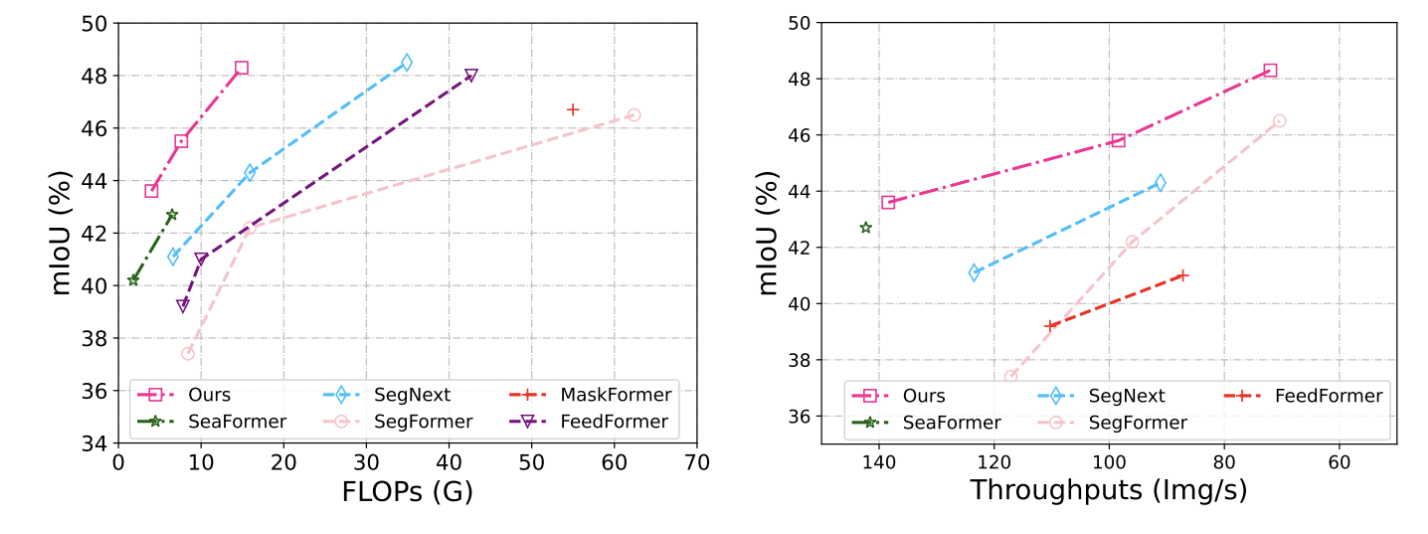 50
48
46
44
42
40
38
36
34
mIoU (%)
Ours
SegNext
MaskFormer
SeaFormer
SegFormer
FeedFormer
0 10 20 30 40 50 60 70
FLOPs (G)
50
48
46
44
42
40
38
36
mIoU (%)
Ours
SegNext
FeedFormer
SeaFormer
SegFormer
140 120 100 80 60
Throughputs (Img/s)